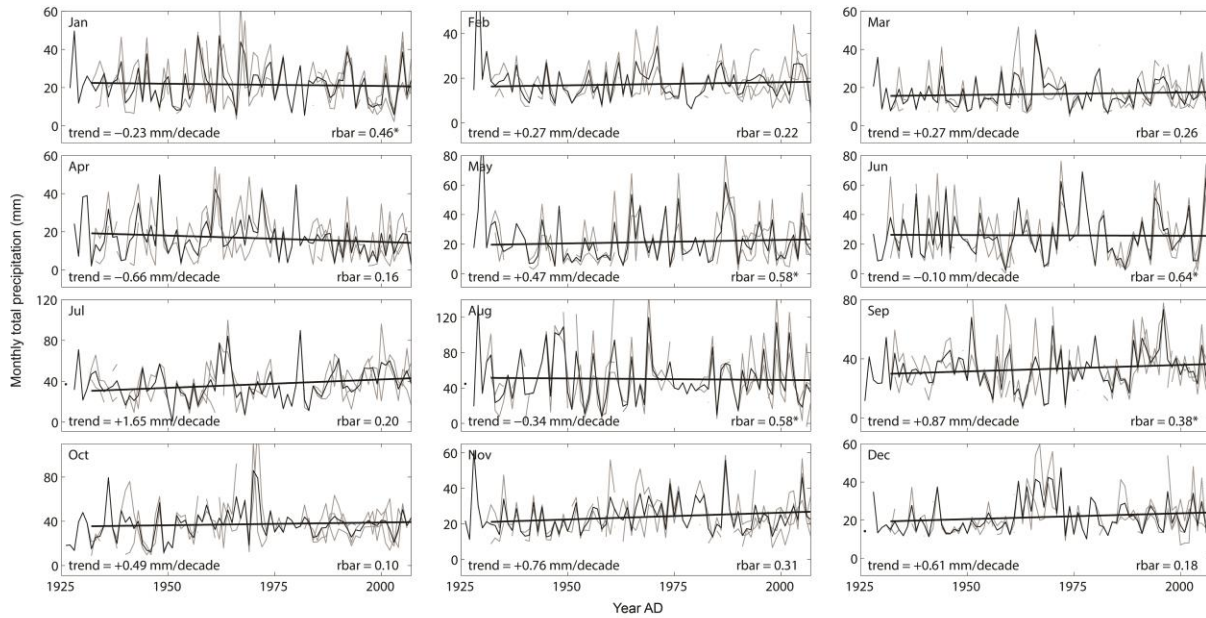 Monthly total precipitation (mm)
Jan
60
40
20
0
trend = −0.23 mm/decade
rbar = 0.46*
Feb
60
40
20
0
trend = +0.27 mm/decade
rbar = 0.22
Mar
60
40
20
0
trend = +0.27 mm/decade
rbar = 0.26
Apr
60
40
20
0
trend = −0.66 mm/decade
rbar = 0.16
May
80
60
40
20
0
trend = +0.47 mm/decade
rbar = 0.58*
Jun
80
60
40
20
0
trend = −0.10 mm/decade
rbar = 0.64*
Jul
120
80
40
0
trend = +1.65 mm/decade
rbar = 0.20
Aug
120
80
40
0
trend = −0.34 mm/decade
rbar = 0.58*
Sep
80
40
0
trend = +0.87 mm/decade
rbar = 0.38*
Oct
80
40
0
trend = +0.49 mm/decade
rbar = 0.10
Nov
60
40
20
0
trend = +0.76 mm/decade
rbar = 0.31
Dec
60
40
20
0
trend = +0.61 mm/decade
rbar = 0.18
1925 1950 1975 2000
1925 1950 1975 2000
1925 1950 1975 2000
Year AD